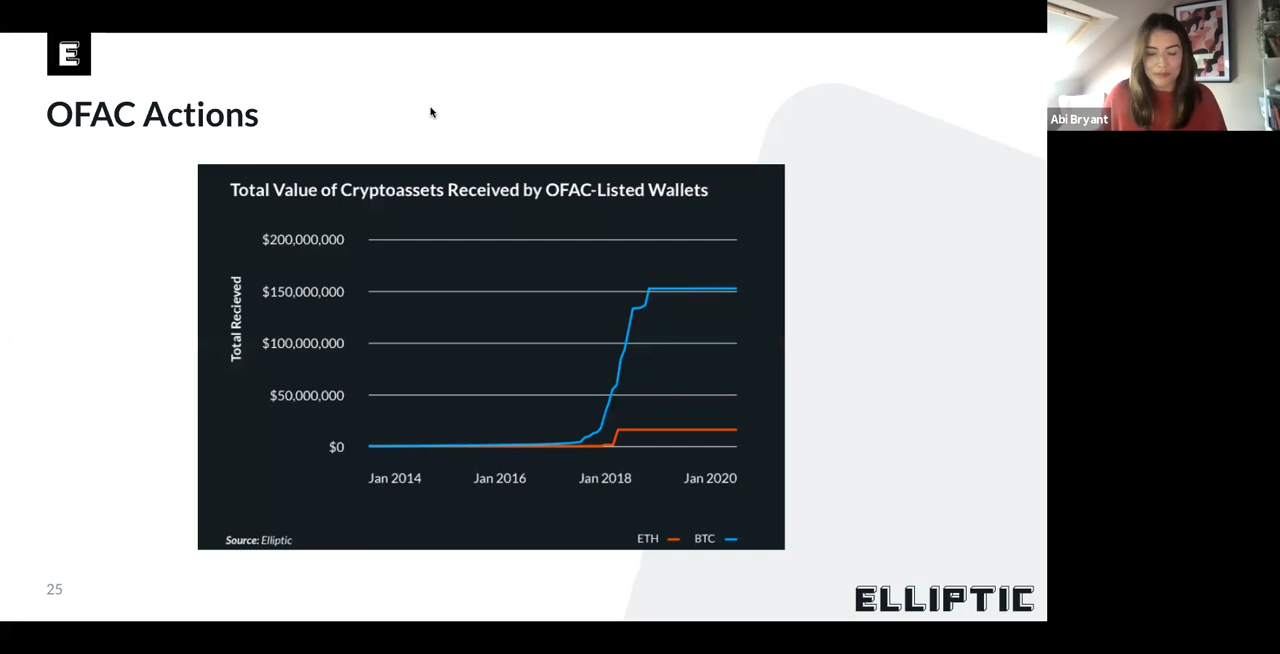 E
OFAC Actions
Abi Bryant
Total Value of Cryptoassets Received by OFAC-Listed Wallets
Total Recieved
$200,000,000
$150,000,000
$100,000,000
$50,000,000
$0
Jan 2014 Jan 2016 Jan 2018 Jan 2020
Source: Elliptic
ETH BTC
25
ELLIPTIC